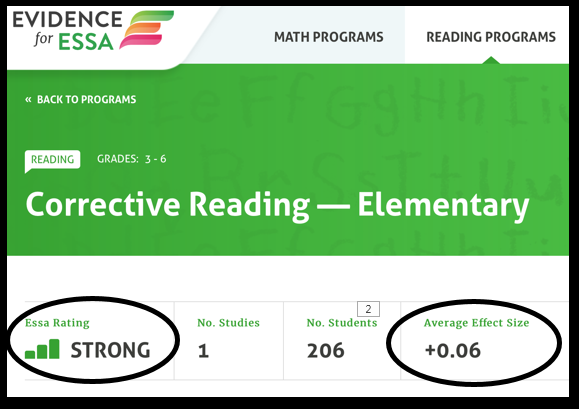 EVIDENCE
for ESSA
MATH PROGRAMS
READING PROGRAMS
« BACK TO PROGRAMS
READING
GRADES: 3 - 6
Corrective Reading — Elementary
2
Essa Rating
No. Studies
No. Students
Average Effect Size
STRONG
1
206
+0.06